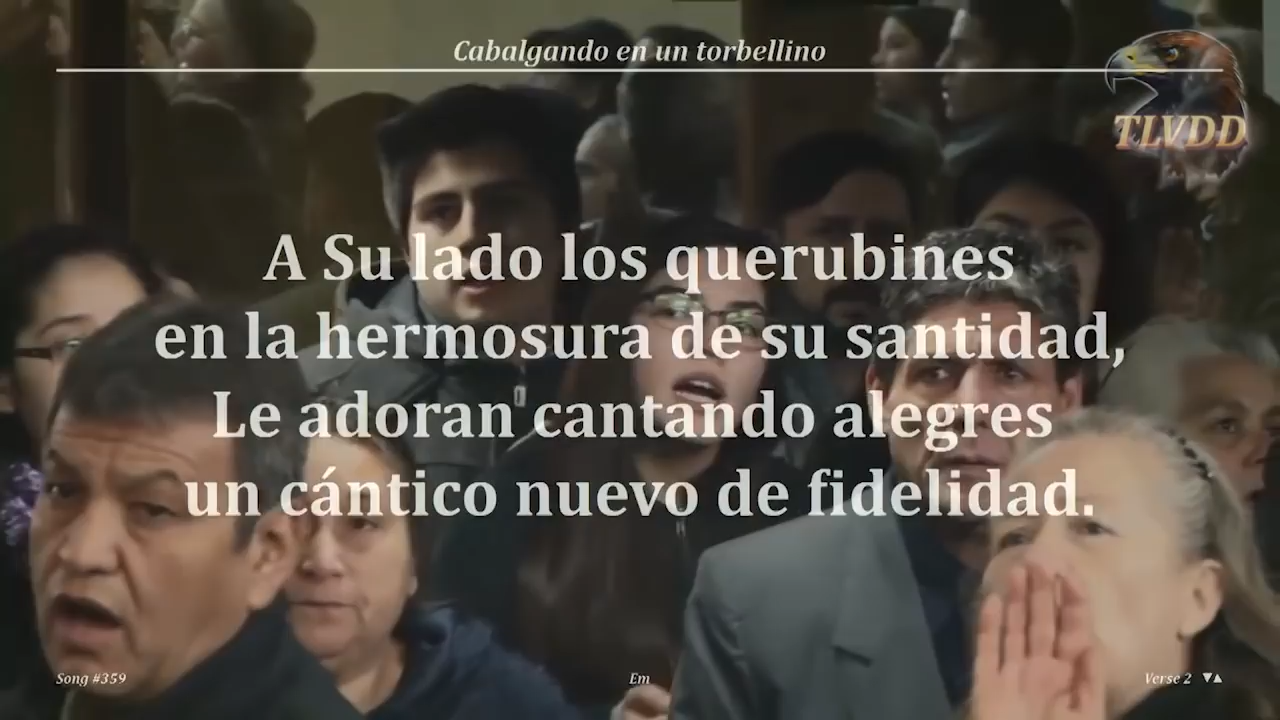 Cabalgando en un torbellino
TLVDD
A Su lado los querubines
en la hermosura de su santidad,
Le adoran cantando alegres
un cántico nuevo de fidelidad.
Song #359
Em
Verse 2 ▼▲